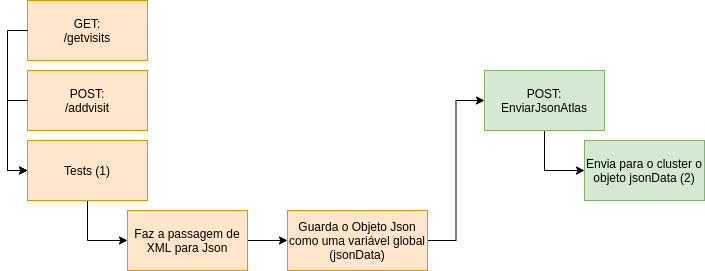 GET:
/getvisits
POST:
/addvisit
Tests (1)
Faz a passagem de
XML para Json
Guarda o Objeto Json
como uma variável global
(jsonData)
POST:
EnviarJsonAtlas
Envia para o cluster o
objeto jsonData (2)